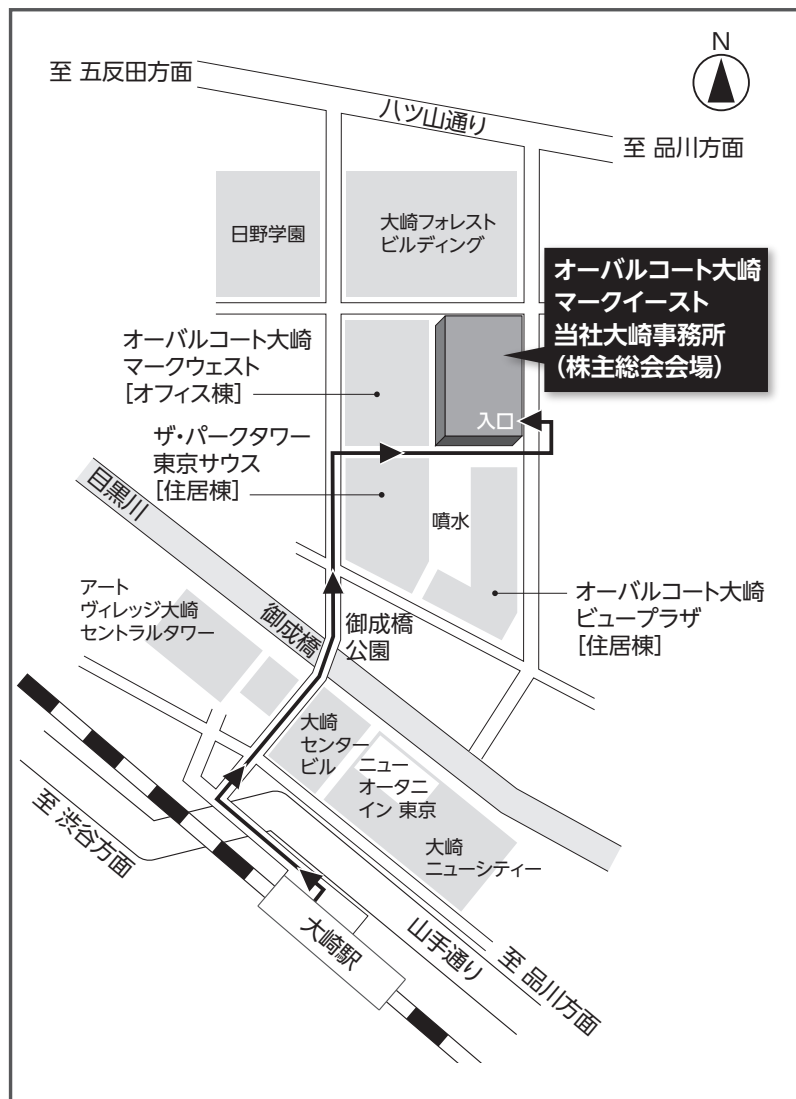 N
至 五反田方面
八ツ山通り
至 品川方面
日野学園
大崎フォレスト
ビルディング
オーバルコート大崎
マークイースト
当社大崎事務所
(株主総会会場)
オーバルコート大崎
マークウェスト
[オフィス棟]
入口
ザ・パークタワー
東京サウス
[住居棟]
目黒川
噴水
アート
ヴィレッジ大崎
セントラルタワー
御成橋
御成橋
公園
オーバルコート大崎
ビュープラザ
[住居棟]
大崎
センター
ビル
ニュー
オータニ
イン 東京
大崎
ニューシティー
至 渋谷方面
大崎駅
山手通り
至 品川方面